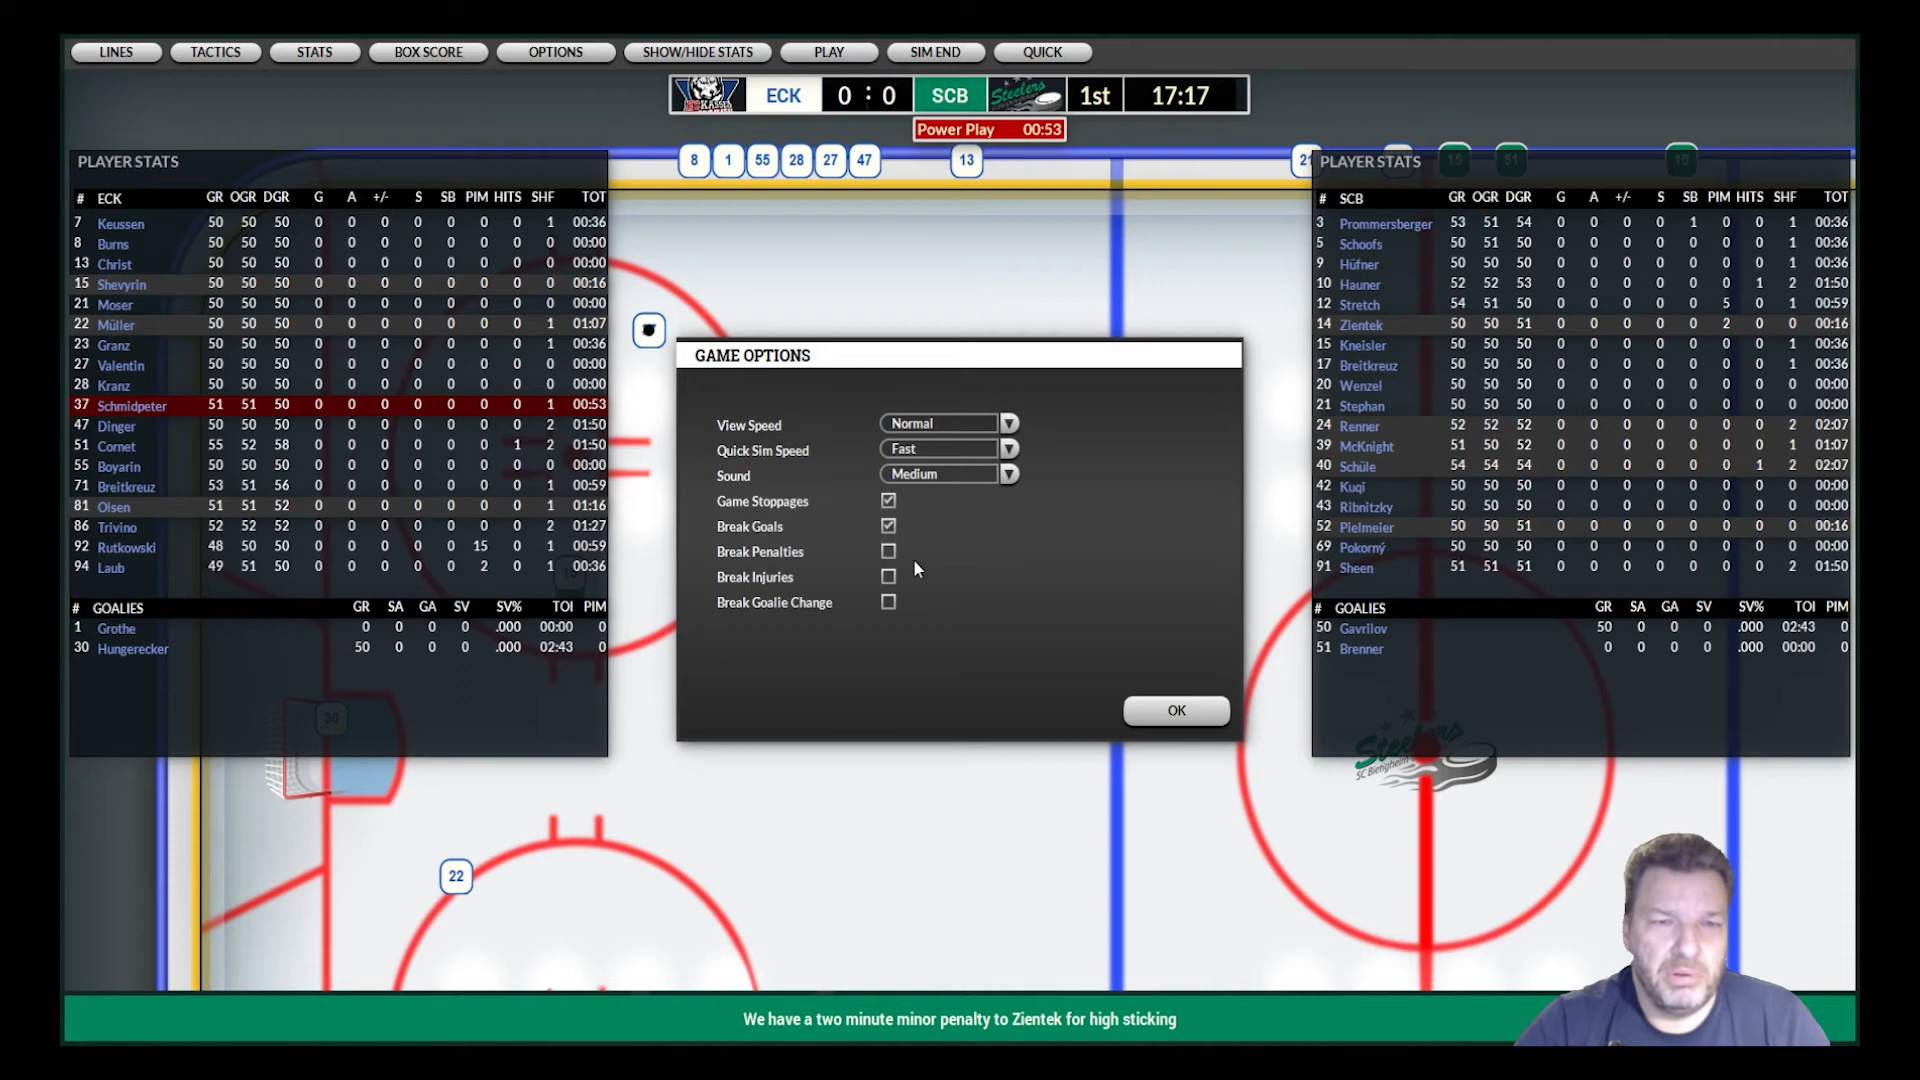 LINES TACTICS STATS BOX SCORE OPTIONS SHOW/HIDE STATS PLAY SIM END QUICK
ECK 0 : 0 SCB Steelers 1st 17:17
Power Play 00:53
8 1 55 28 27 47 13 21 15 51 10
PLAYER STATS
# ECK GR OGR DGR G A +/- S SB PIM HITS SHF TOT
7 Keussen 50 50 50 0 0 0 0 0 0 0 1 00:36
8 Burns 50 50 50 0 0 0 0 0 0 0 0 00:00
13 Christ 50 50 50 0 0 0 0 0 0 0 0 00:00
15 Shevyrin 50 50 50 0 0 0 0 0 0 0 0 00:16
21 Moser 50 50 50 0 0 0 0 0 0 0 0 00:00
22 Müller 50 50 50 0 0 0 0 0 0 0 1 01:07
23 Granz 50 50 50 0 0 0 0 0 0 0 1 00:36
27 Valentin 50 50 50 0 0 0 0 0 0 0 0 00:00
28 Kranz 50 50 50 0 0 0 0 0 0 0 0 00:00
37 Schmidpeter 51 51 50 0 0 0 0 0 0 0 1 00:53
47 Dinger 50 50 50 0 0 0 0 0 0 0 2 01:50
51 Cornet 55 52 58 0 0 0 0 0 0 1 2 01:50
55 Boyarin 50 50 50 0 0 0 0 0 0 0 0 00:00
71 Breitkreuz 53 51 56 0 0 0 0 0 0 0 1 00:59
81 Olsen 51 51 52 0 0 0 0 0 0 0 1 01:16
86 Trivino 52 52 52 0 0 0 0 0 0 0 2 01:27
92 Rutkowski 48 50 50 0 0 0 0 0 15 0 1 00:59
94 Laub 49 51 50 0 0 0 0 0 2 0 1 00:36
# GOALIES GR SA GA SV SV% TOI PIM
1 Grothe 0 0 0 0 .000 00:00 0
30 Hungerecker 50 0 0 0 .000 02:43 0
30
22
GAME OPTIONS
View Speed Normal
Quick Sim Speed Fast
Sound Medium
Game Stoppages
Break Goals
Break Penalties
Break Injuries
Break Goalie Change
OK
PLAYER STATS
# SCB GR OGR DGR G A +/- S SB PIM HITS SHF TOT
3 Prommersberger 53 51 54 0 0 0 0 1 0 0 1 00:36
5 Schoofs 50 51 50 0 0 0 0 0 0 0 1 00:36
9 Hüfner 50 50 50 0 0 0 0 0 0 0 1 00:36
10 Hauner 52 52 53 0 0 0 0 0 0 1 2 01:50
12 Stretch 54 51 50 0 0 0 0 0 5 0 1 00:59
14 Zientek 50 50 51 0 0 0 0 0 2 0 0 00:16
15 Kneisler 50 50 50 0 0 0 0 0 0 0 1 00:36
17 Breitkreuz 50 50 50 0 0 0 0 0 0 0 1 00:36
20 Wenzel 50 50 50 0 0 0 0 0 0 0 0 00:00
21 Stephan 50 50 50 0 0 0 0 0 0 0 0 00:00
24 Renner 52 52 52 0 0 0 0 0 0 0 2 02:07
39 McKnight 51 50 52 0 0 0 0 0 0 0 1 01:07
40 Schüle 54 54 54 0 0 0 0 0 0 1 2 02:07
42 Kuqi 50 50 50 0 0 0 0 0 0 0 0 00:00
43 Ribnitzky 50 50 50 0 0 0 0 0 0 0 0 00:00
52 Pielmeier 50 50 51 0 0 0 0 0 0 0 0 00:16
69 Pokorný 50 50 50 0 0 0 0 0 0 0 0 00:00
91 Sheen 51 51 51 0 0 0 0 0 0 0 2 01:50
# GOALIES GR SA GA SV SV% TOI PIM
50 Gavrilov 50 0 0 0 .000 02:43 0
51 Brenner 0 0 0 0 .000 00:00 0
Steelers
SC Bietigheim
We have a two minute minor penalty to Zientek for high sticking